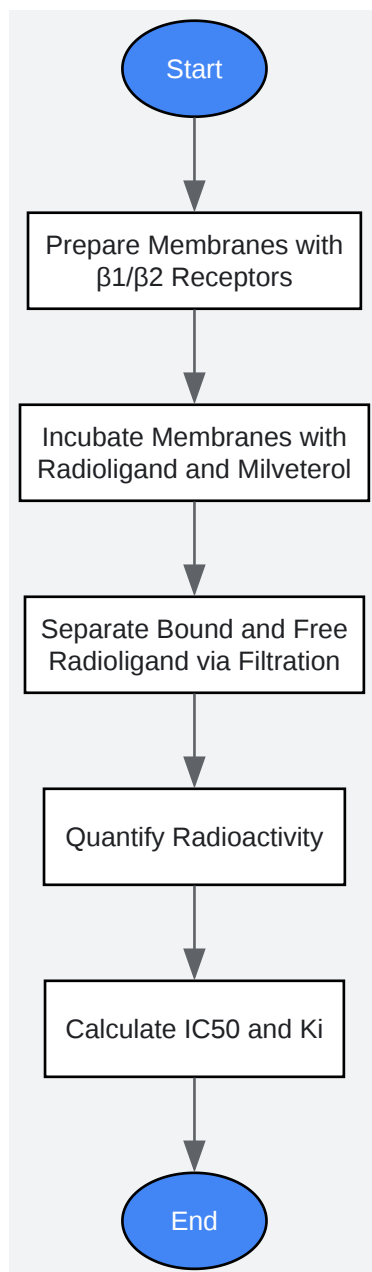 Start
Prepare Membranes with
β1/β2 Receptors
Incubate Membranes with
Radioligand and Milveterol
Separate Bound and Free
Radioligand via Filtration
Quantify Radioactivity
Calculate IC50 and Ki
End